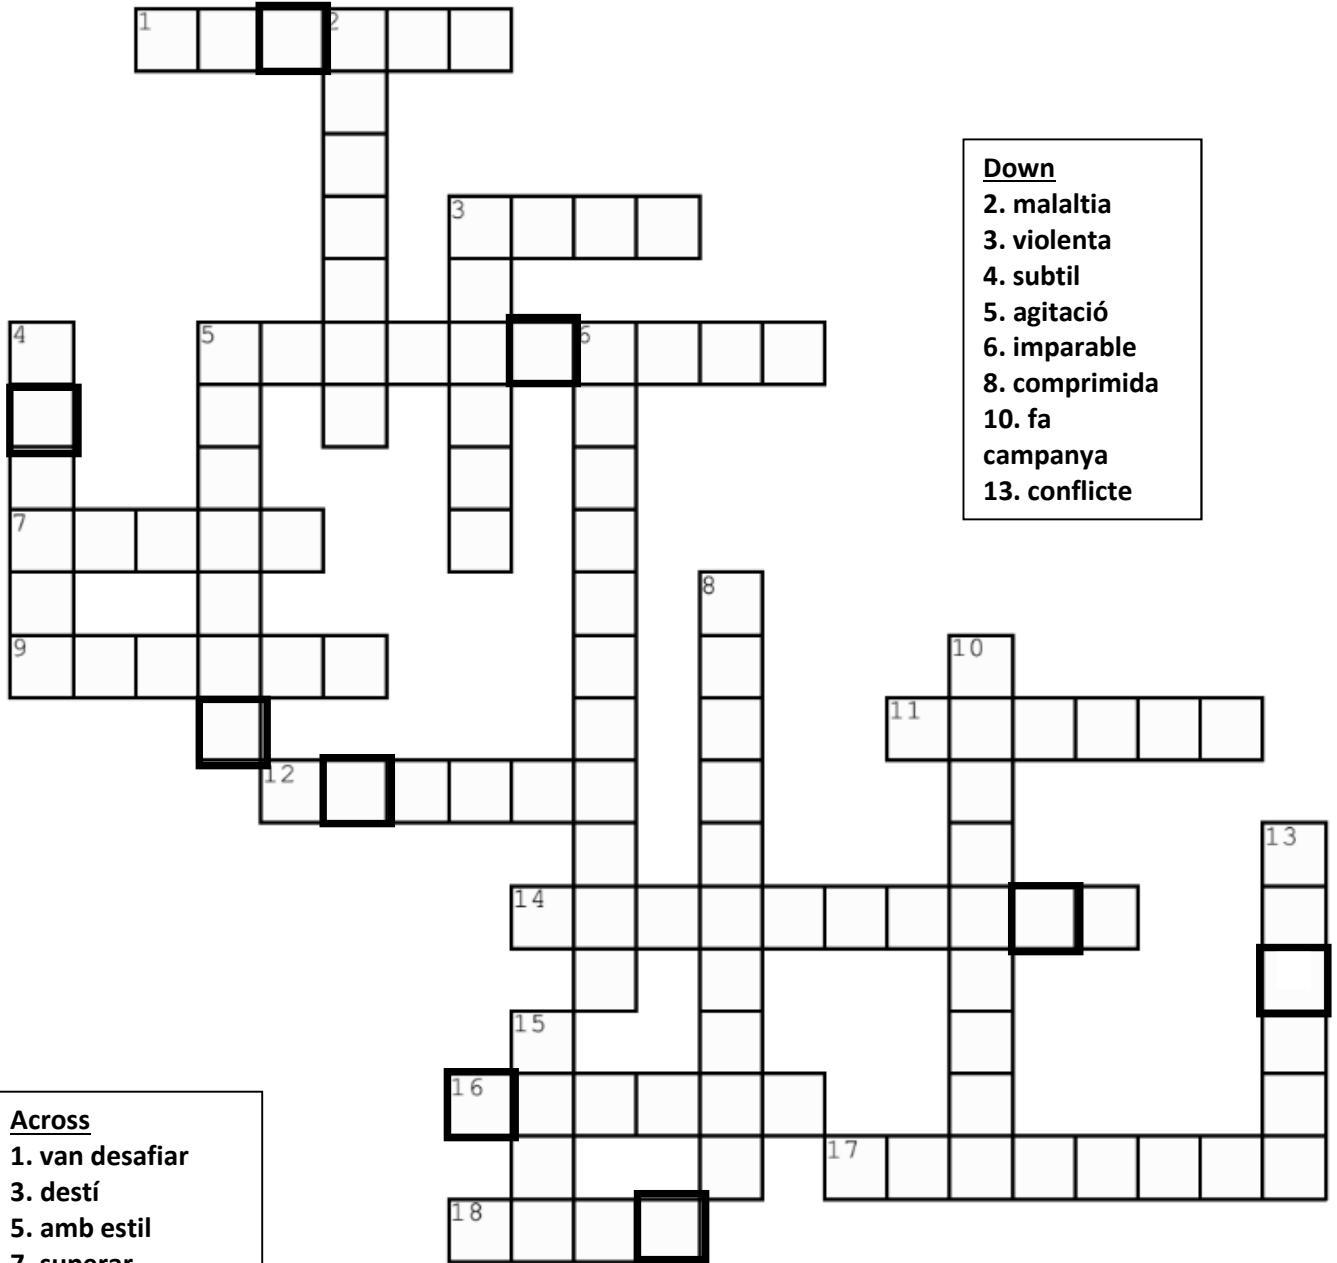 1
2
3
Down
2. malaltia
3. violenta
4. subtil
5. agitació
6. imparable
8. comprimida
10. fa
campanya
13. conflicte
4
5
6
7
8
9
10
11
12
13
14
15
16
17
18
Across
1. van desafiar
3. destí
5. amb estil
7. superar